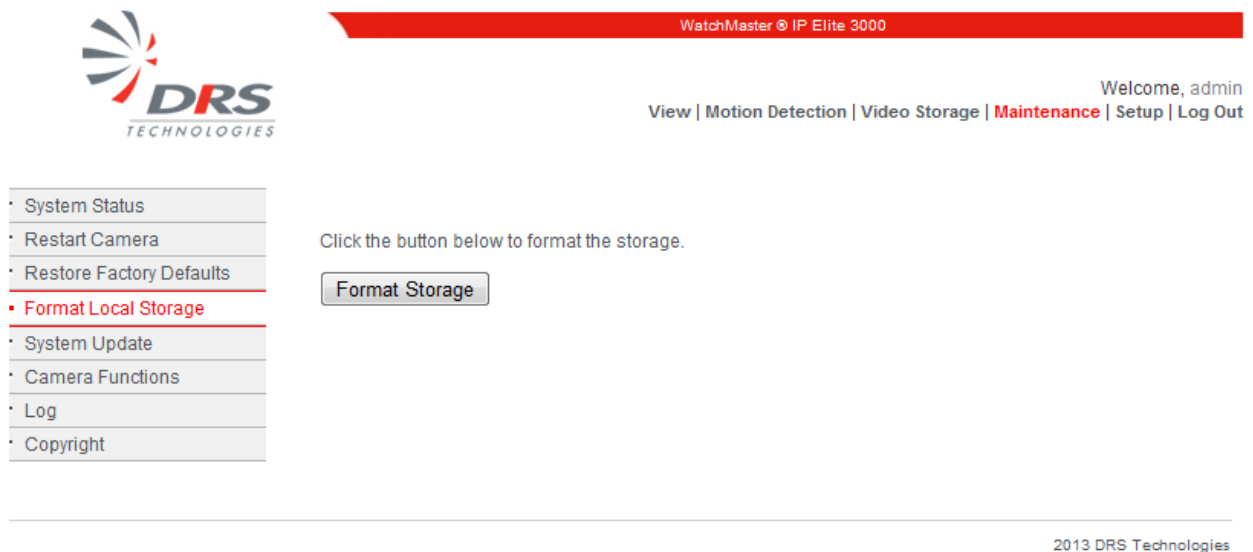 WatchMaster ® IP Elite 3000
DRS
TECHNOLOGIES
Welcome, admin
View | Motion Detection | Video Storage | Maintenance | Setup | Log Out
System Status
Restart Camera
Restore Factory Defaults
Format Local Storage
System Update
Camera Functions
Log
Copyright
Click the button below to format the storage.
Format Storage
2013 DRS Technologies